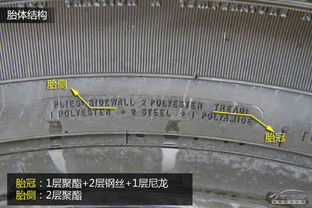 胎体结构
胎侧
PLIES: SIDEWALL 2 POLYESTER TREAD:
1 POLYESTER + 2 STEEL + 1 POLYAMIDE
胎冠
胎冠：1层聚酯+2层钢丝+1层尼龙
胎侧：2层聚酯